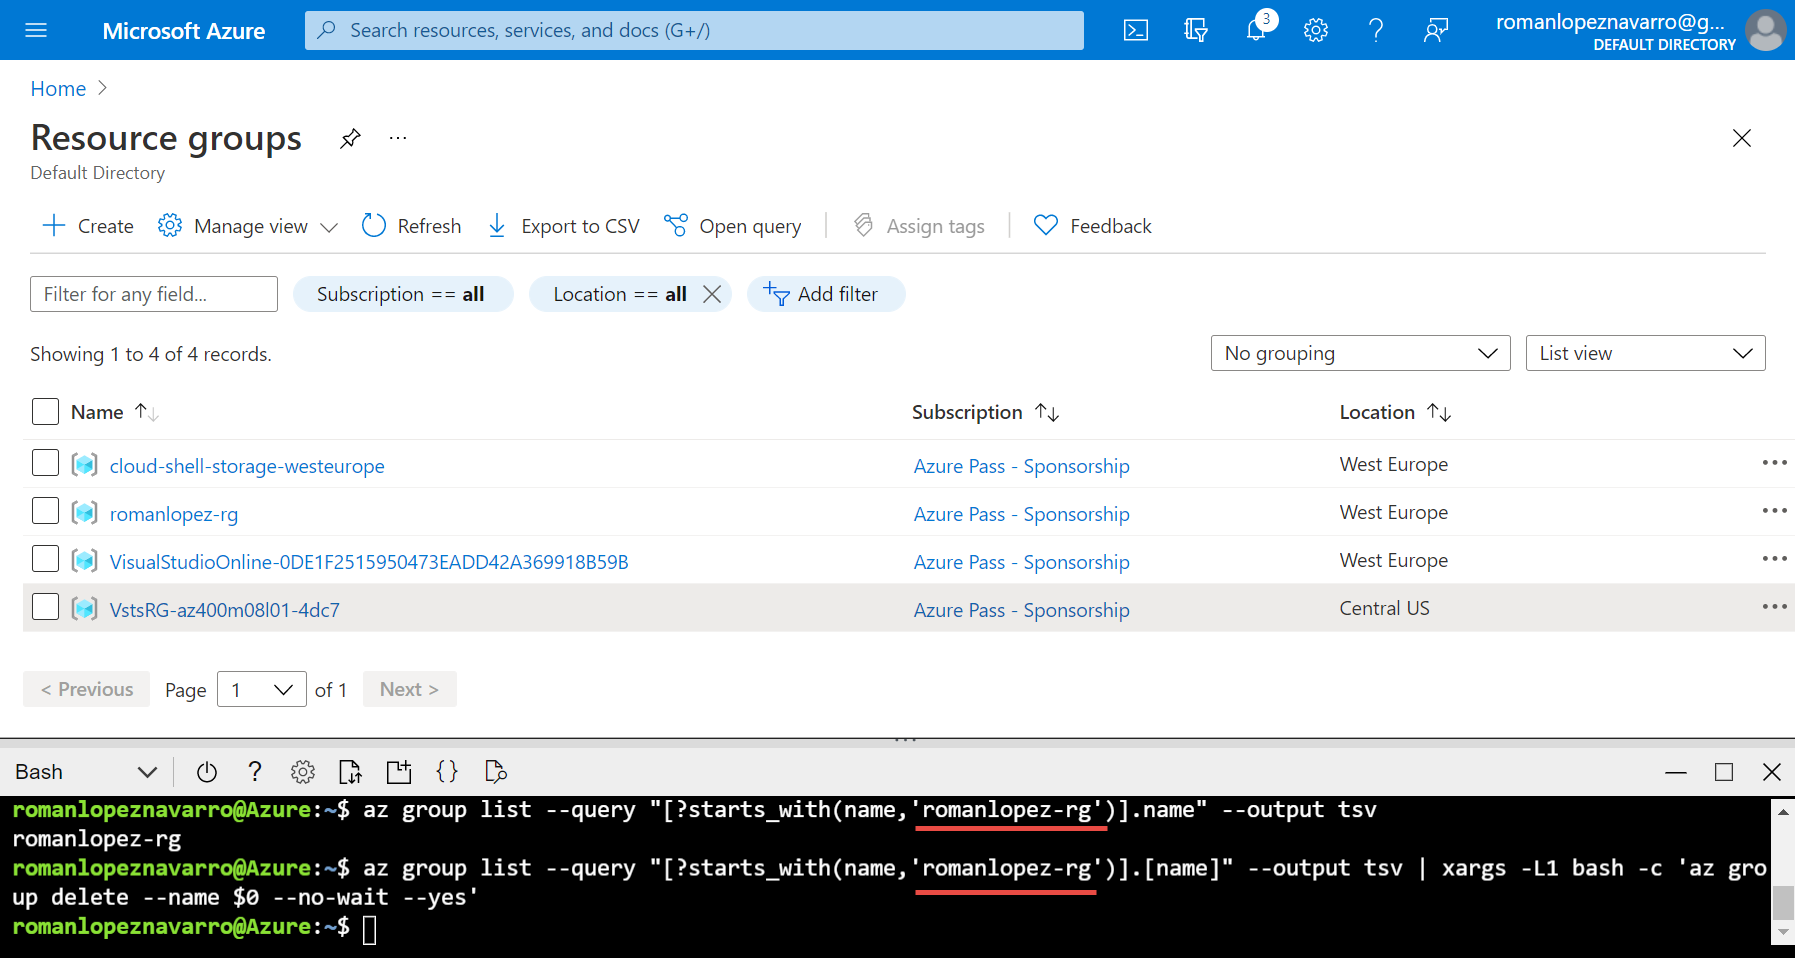 Microsoft Azure
Search resources, services, and docs (G+/)
3
romanlopeznavarro@g...
DEFAULT DIRECTORY
Home >
Resource groups
Default Directory
Create
Manage view
Refresh
Export to CSV
Open query
Assign tags
Feedback
Filter for any field...
Subscription == all
Location == all
Add filter
Showing 1 to 4 of 4 records.
No grouping
List view
Name
Subscription
Location
cloud-shell-storage-westeurope
Azure Pass - Sponsorship
West Europe
romanlopez-rg
Azure Pass - Sponsorship
West Europe
VisualStudioOnline-0DE1F2515950473EADD42A369918B59B
Azure Pass - Sponsorship
West Europe
VstsRG-az400m08l01-4dc7
Azure Pass - Sponsorship
Central US
< Previous
Page
1
of 1
Next >
Bash
romanlopeznavarro@Azure:~$ az group list --query "[?starts_with(name,'romanlopez-rg')].name" --output tsv
romanlopez-rg
romanlopeznavarro@Azure:~$ az group list --query "[?starts_with(name,'romanlopez-rg')].[name]" --output tsv | xargs -L1 bash -c 'az gro
up delete --name $0 --no-wait --yes'
romanlopeznavarro@Azure:~$